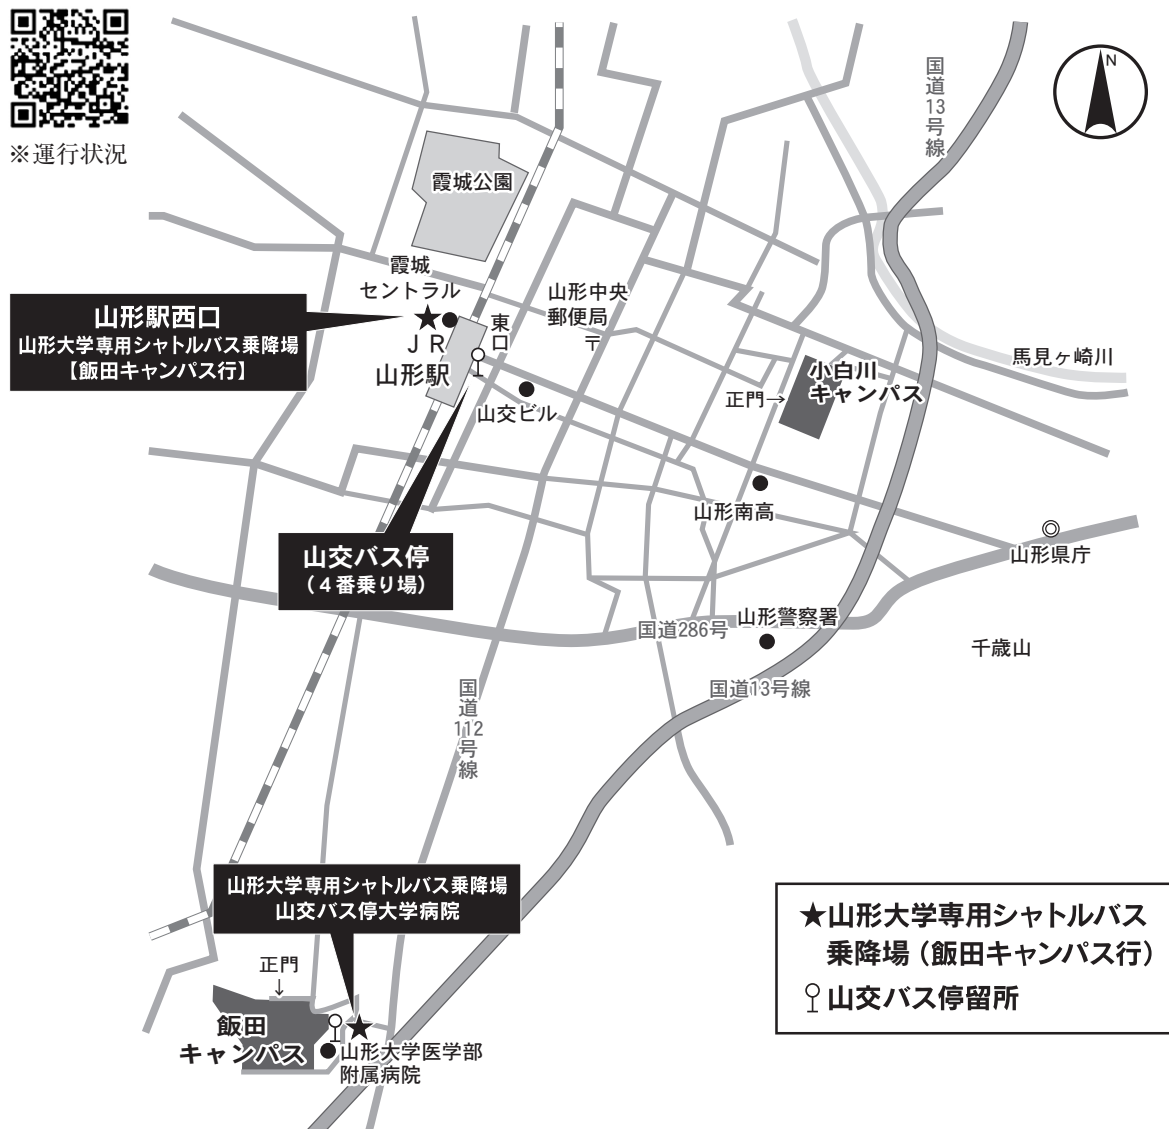 ※運行状況
N
国道13号線
霞城公園
霞城
セントラル
山形駅西口
山形大学専用シャトルバス乗降場
【飯田キャンパス行】
東口
JR
山形駅
山形中央
郵便局
〒
山交ビル
馬見ヶ崎川
小白川
キャンパス
正門→
山形南高
山交バス停
(4番乗り場)
山形県庁
山形警察署
国道286号
千歳山
国道13号線
国道112号線
山形大学専用シャトルバス乗降場
山交バス停大学病院
正門
↓
飯田
キャンパス
山形大学医学部
附属病院
★山形大学専用シャトルバス
乗降場(飯田キャンパス行)
山交バス停留所